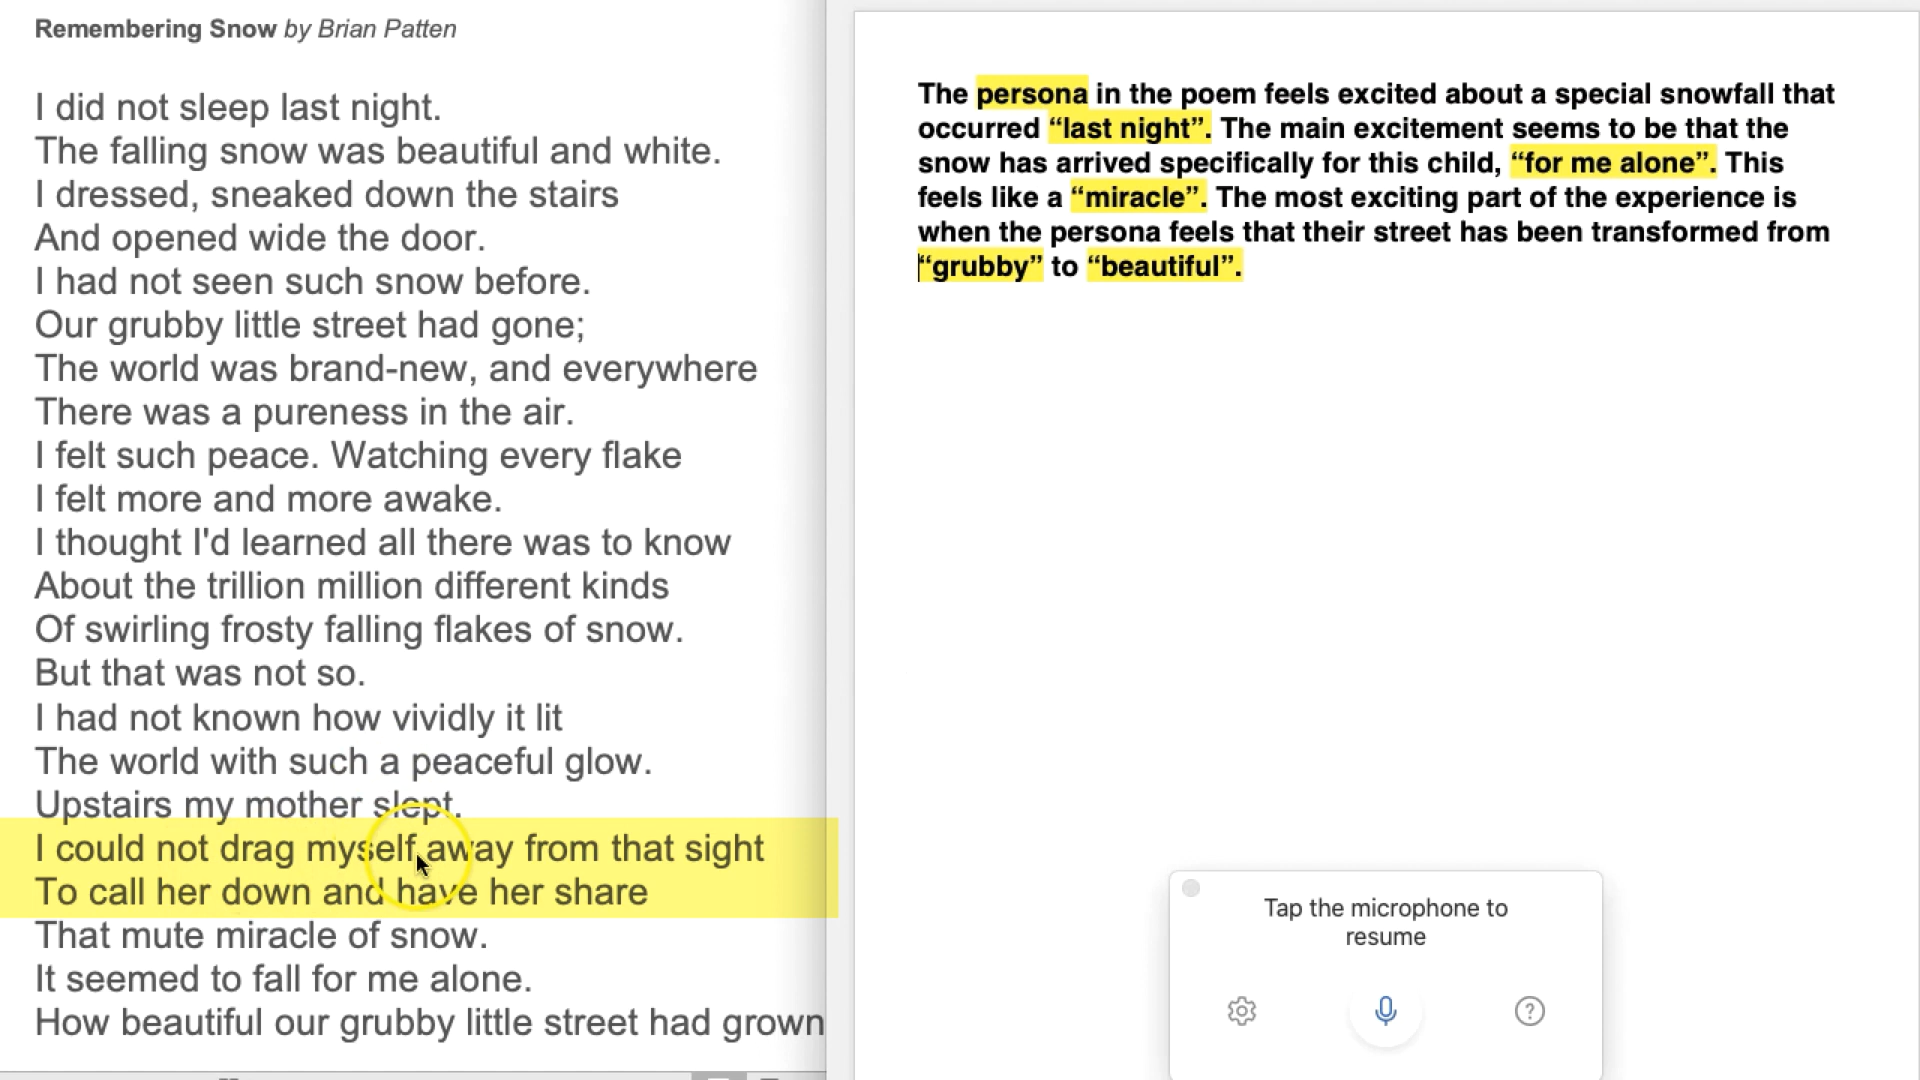 Remembering Snow by Brian Patten
I did not sleep last night.
The falling snow was beautiful and white.
I dressed, sneaked down the stairs
And opened wide the door.
I had not seen such snow before.
Our grubby little street had gone;
The world was brand-new, and everywhere
There was a pureness in the air.
I felt such peace. Watching every flake
I felt more and more awake.
I thought I'd learned all there was to know
About the trillion million different kinds
Of swirling frosty falling flakes of snow.
But that was not so.
I had not known how vividly it lit
The world with such a peaceful glow.
Upstairs my mother slept.
I could not drag myself away from that sight
To call her down and have her share
That mute miracle of snow.
It seemed to fall for me alone.
How beautiful our grubby little street had grown
The persona in the poem feels excited about a special snowfall that
occurred “last night”. The main excitement seems to be that the
snow has arrived specifically for this child, “for me alone”. This
feels like a “miracle”. The most exciting part of the experience is
when the persona feels that their street has been transformed from
“grubby” to “beautiful”.
Tap the microphone to
resume